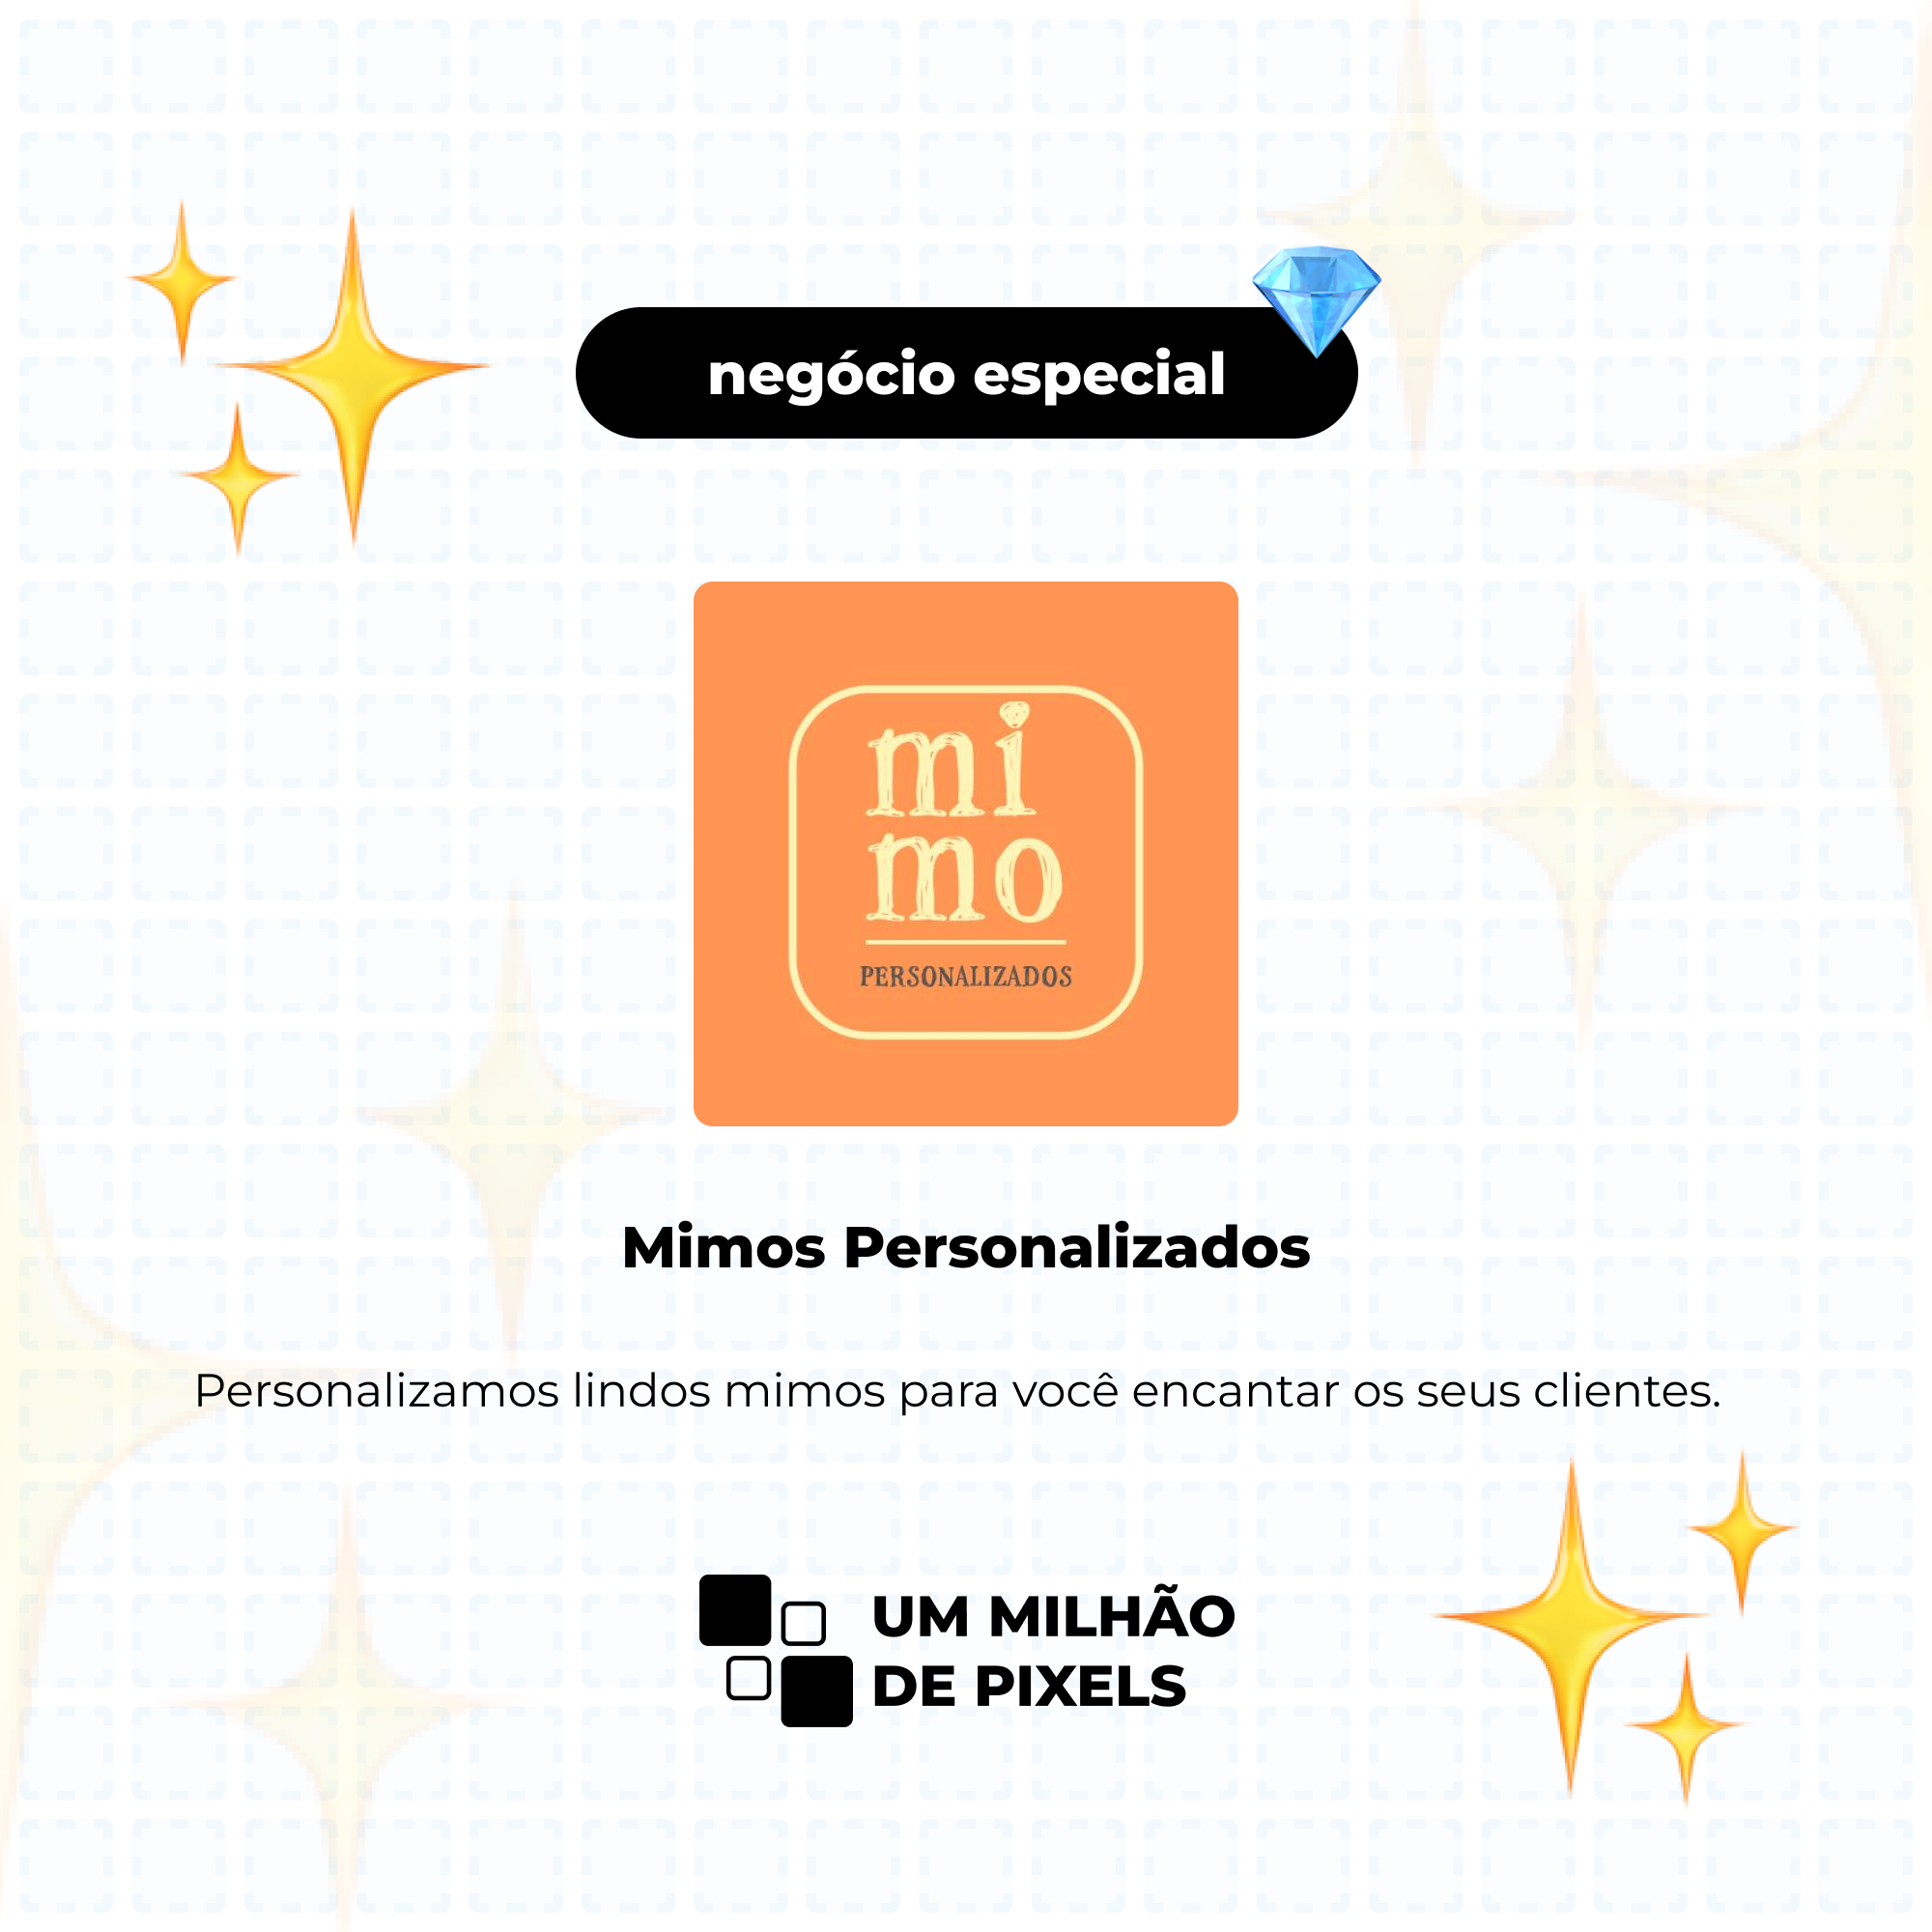 negócio especial
mi
mo
PERSONALIZADOS
Mimos Personalizados
Personalizamos lindos mimos para você encantar os seus clientes.
UM MILHÃO
DE PIXELS